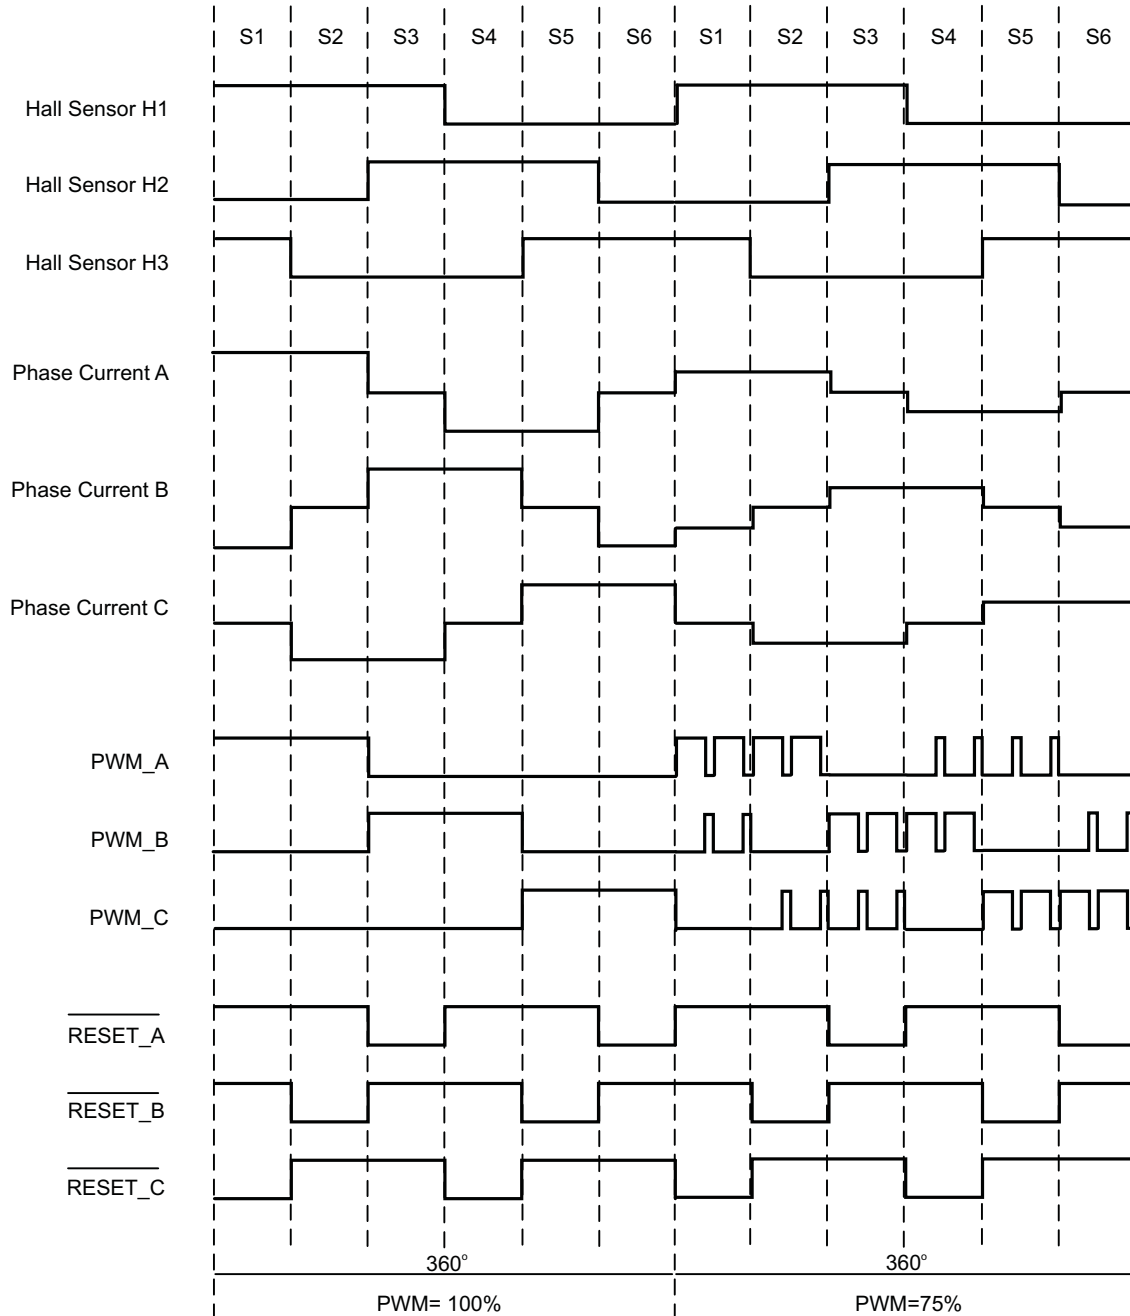 S1 S2 S3 S4 S5 S6 S1 S2 S3 S4 S5 S6
Hall Sensor H1
Hall Sensor H2
Hall Sensor H3
Phase Current A
Phase Current B
Phase Current C
PWM_A
PWM_B
PWM_C
RESET_A
RESET_B
RESET_C
360° 360°
PWM= 100% PWM=75%